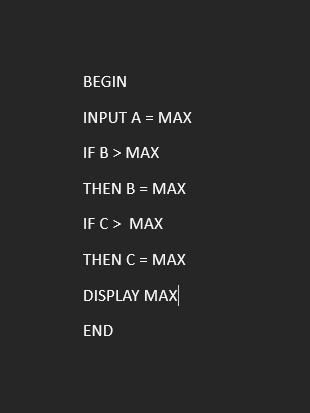 BEGIN
INPUT A = MAX
IF B > MAX
THEN B = MAX
IF C >  MAX
THEN C = MAX
DISPLAY MAX
END